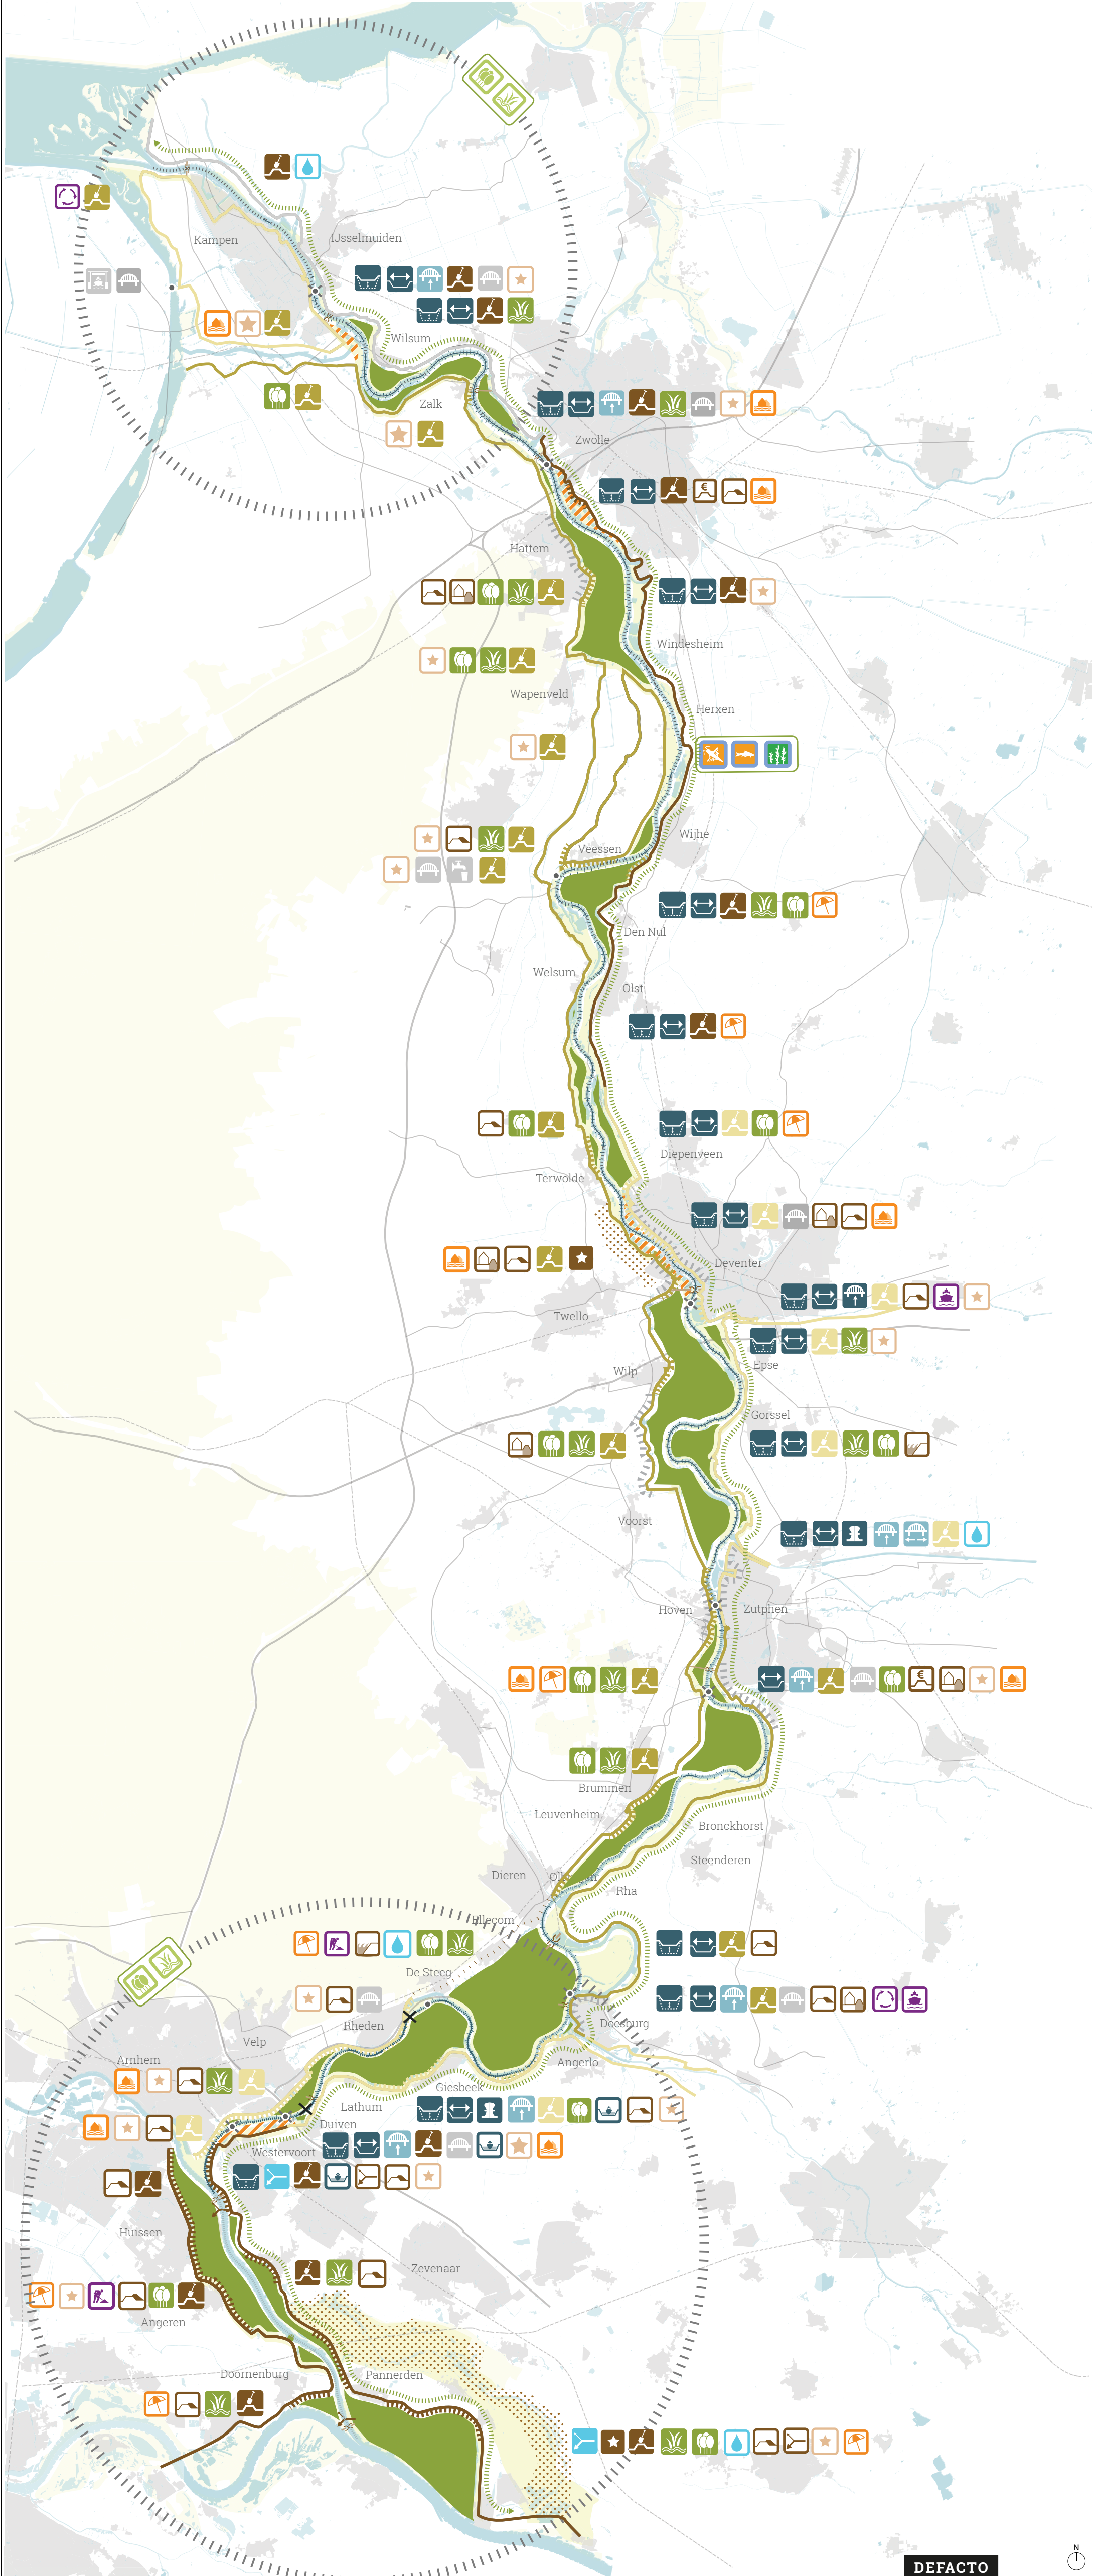 Kampen
IJsselmuiden
Wilsum
Zalk
Zwolle
€
Hattem
Windesheim
Wapenveld
Herxen
Wijhe
Veessen
Den Nul
Welsum
Olst
Diepenveen
Terwolde
Deventer
Twello
Epse
Wilp
Gorssel
Voorst
Hoven
Zutphen
€
Brummen
Leuvenheim
Bronckhorst
Steenderen
Dieren
Rha
Ellecom
De Steeg
Rheden
Doesburg
Velp
Arnhem
Angerlo
Giesbeek
Lathum
Duiven
Westervoort
Huissen
Zevenaar
Angeren
Doornenburg
Pannerden
N
DEFACTO